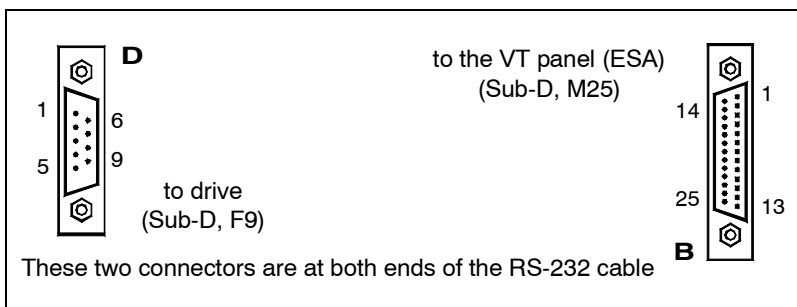 D
1
6
5
9
to drive
(Sub-D, F9)
to the VT panel (ESA)
(Sub-D, M25)
14
1
25
13
B
These two connectors are at both ends of the RS-232 cable